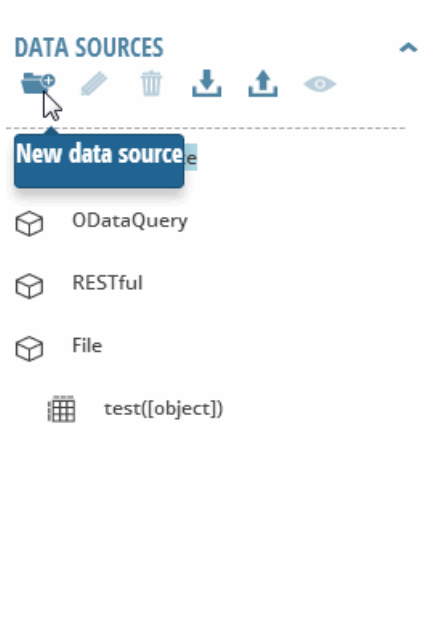 DATA SOURCES
New data source
ODataQuery
RESTful
File
test([object])